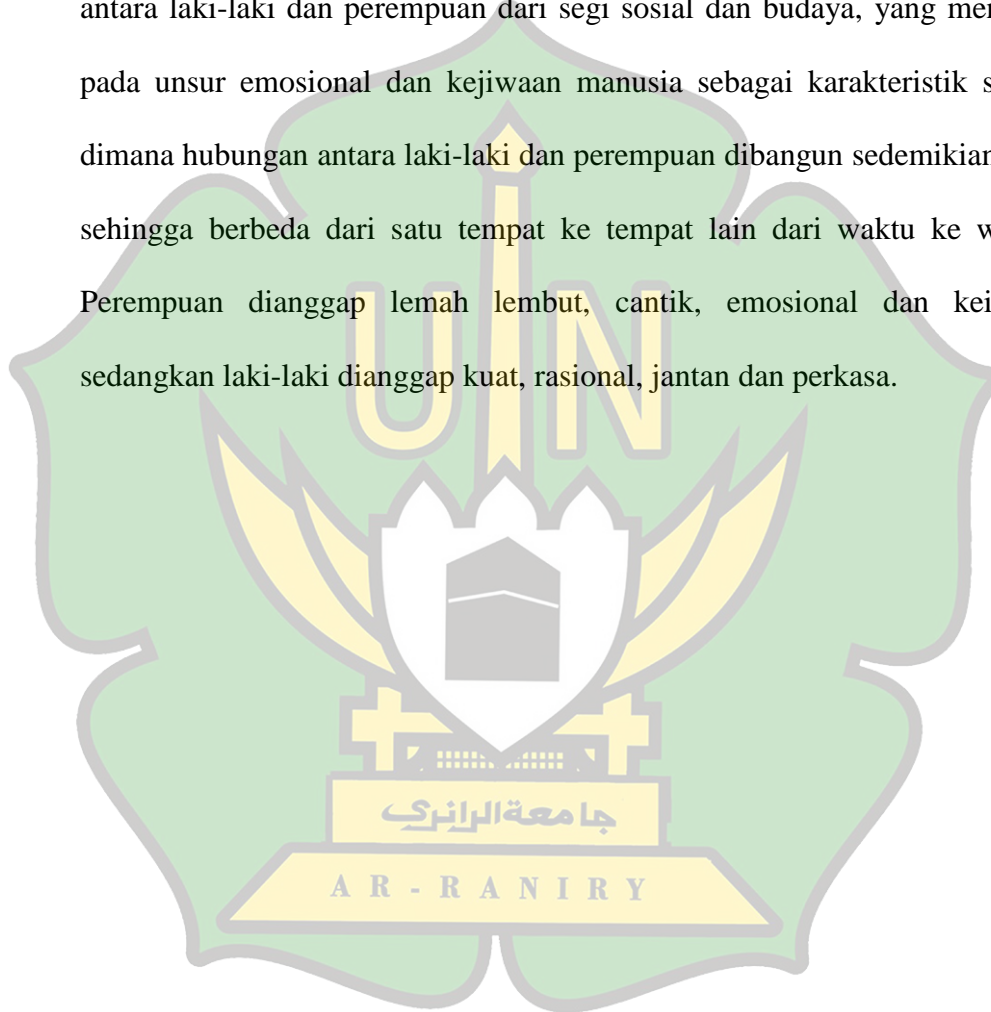 antara laki-laki dan perempuan dari segi sosial dan budaya, yang
pada unsur emosional dan kejiwaan manusia sebagai karakteristik
dimana hubungan antara laki-laki dan perempuan dibangun sedemikian
sehingga berbeda dari satu tempat ke tempat lain dari waktu ke
Perempuan dianggap lemah lembut, cantik, emosional dan
sedangkan laki-laki dianggap kuat, rasional, jantan dan perkasa.
UIN
جامعة الرانري
AR-RANIRY